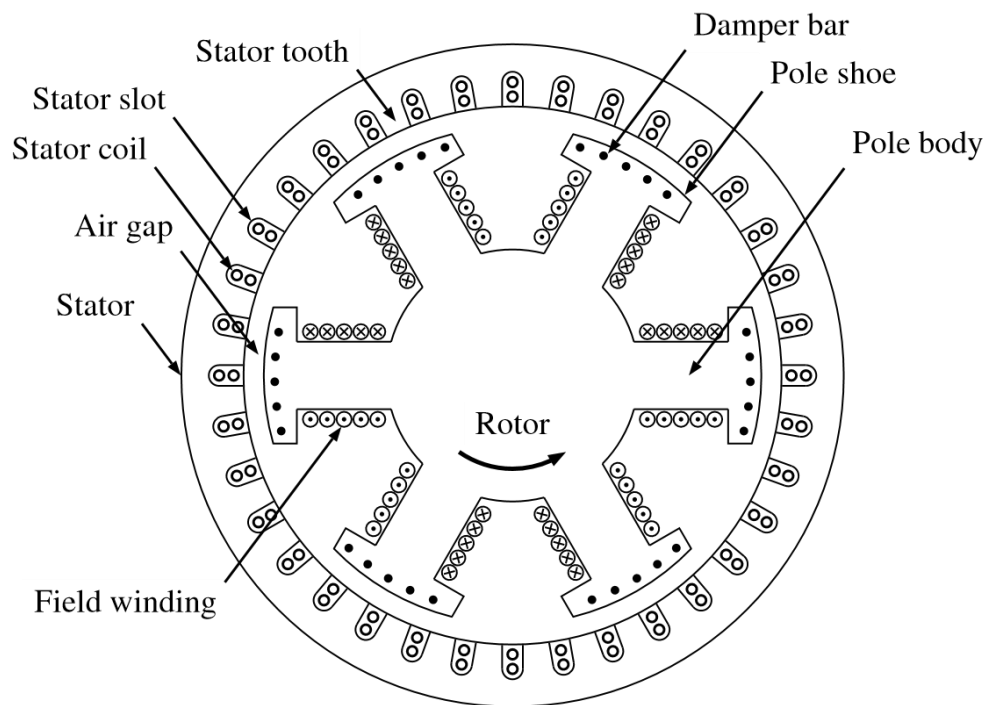 Damper bar
Stator tooth
Pole shoe
Stator slot
Stator coil
Pole body
Air gap
Stator
Rotor
Field winding